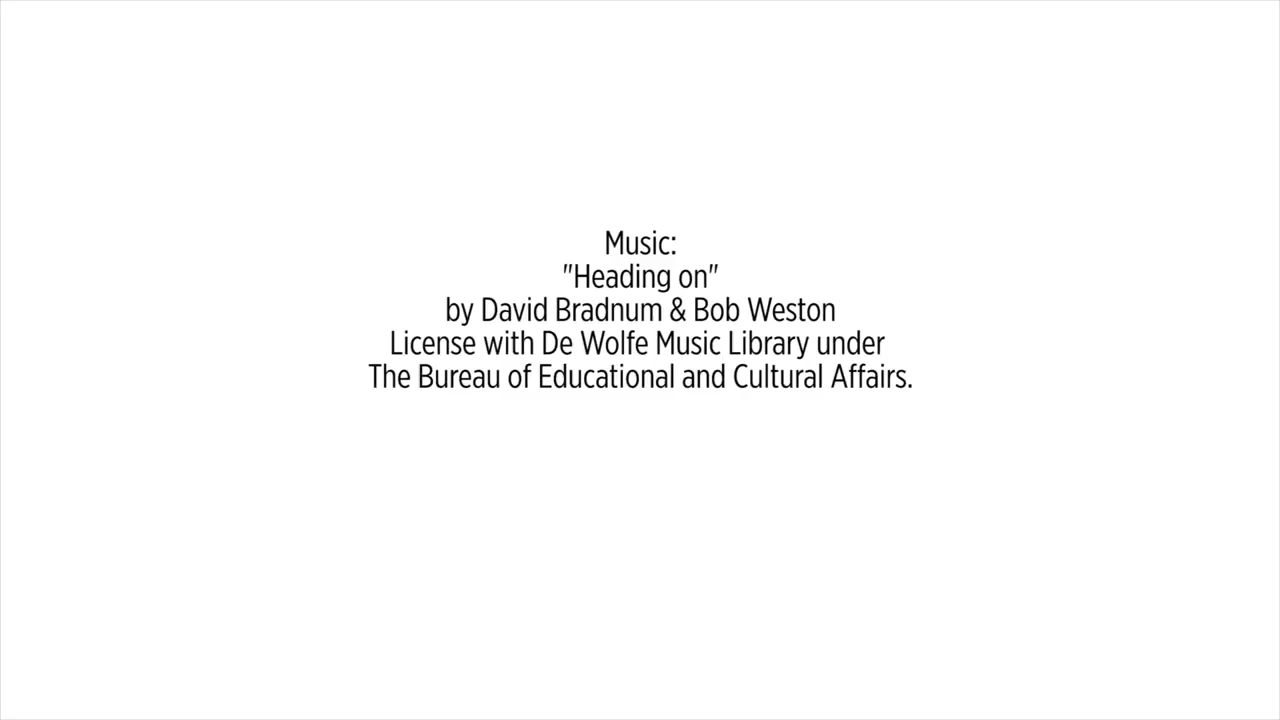 Music:
"Heading on"
by David Bradnum & Bob Weston
License with De Wolfe Music Library under
The Bureau of Educational and Cultural Affairs.